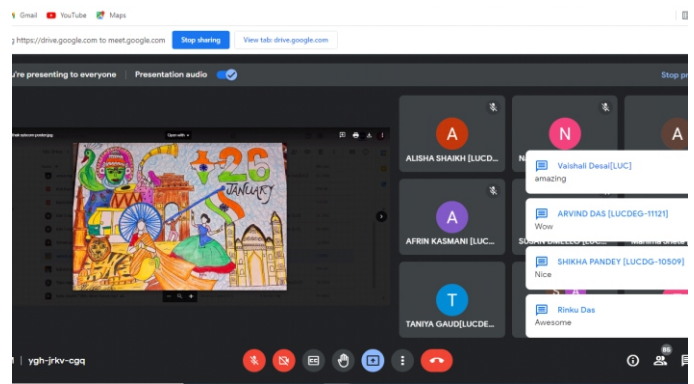 Gmail YouTube Maps
https://drive.google.com to meet.google.com Stop sharing View tab: drive.google.com
u're presenting to everyone Presentation audio Stop pr
Open with
26
JANUARY
A
N
A
ALISHA SHAIKH [LUCD...
Vaishali Desai[LUC]
amazing
A
ARVIND DAS [LUCDEG-11121]
Wow
AFRIN KASMANI [LUC...
SHIKHA PANDEY [LUCDG-10509]
Nice
T
TANIYA GAUD[LUCDE...
Rinku Das
Awesome
ygh-jrkv-cgq
85